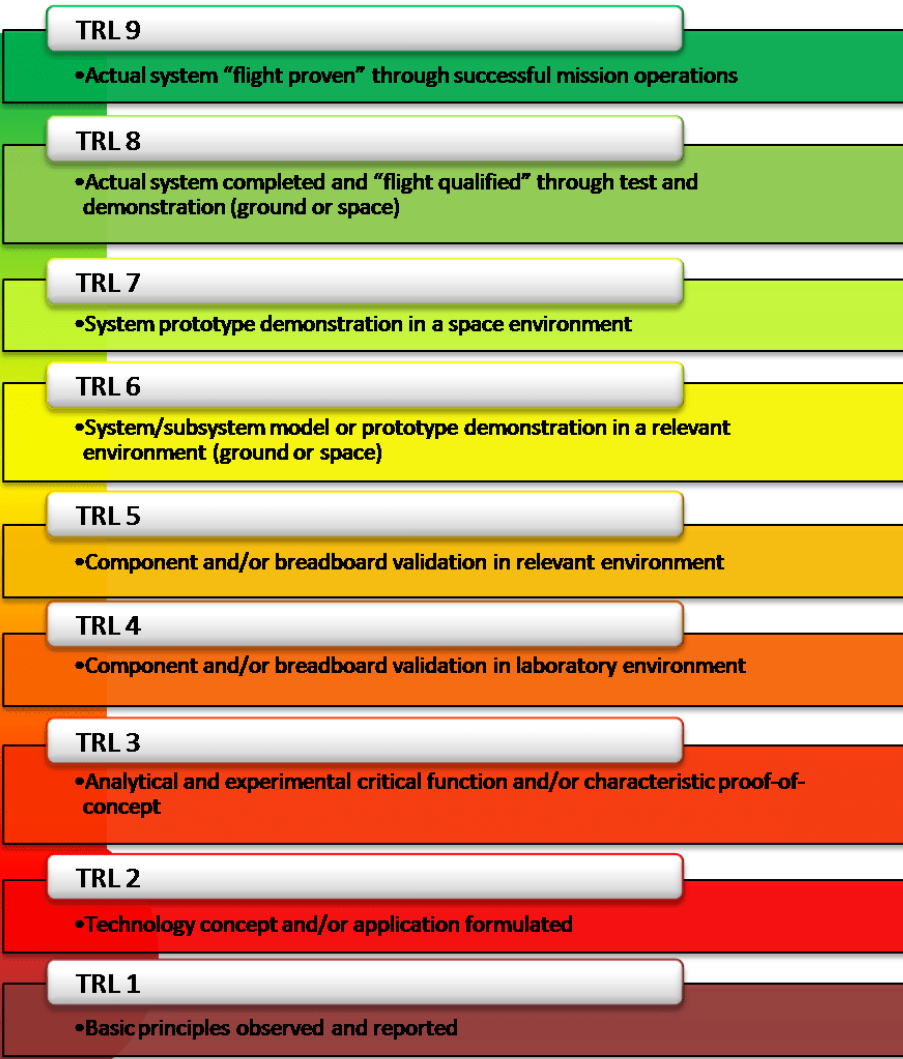 TRL 9
•Actual system “flight proven” through successful mission operations
TRL 8
•Actual system completed and “flight qualified” through test and
demonstration (ground or space)
TRL 7
•System prototype demonstration in a space environment
TRL 6
•System/subsystem model or prototype demonstration in a relevant
environment (ground or space)
TRL 5
•Component and/or breadboard validation in relevant environment
TRL 4
•Component and/or breadboard validation in laboratory environment
TRL 3
•Analytical and experimental critical function and/or characteristic proof-of-
concept
TRL 2
•Technology concept and/or application formulated
TRL 1
•Basic principles observed and reported